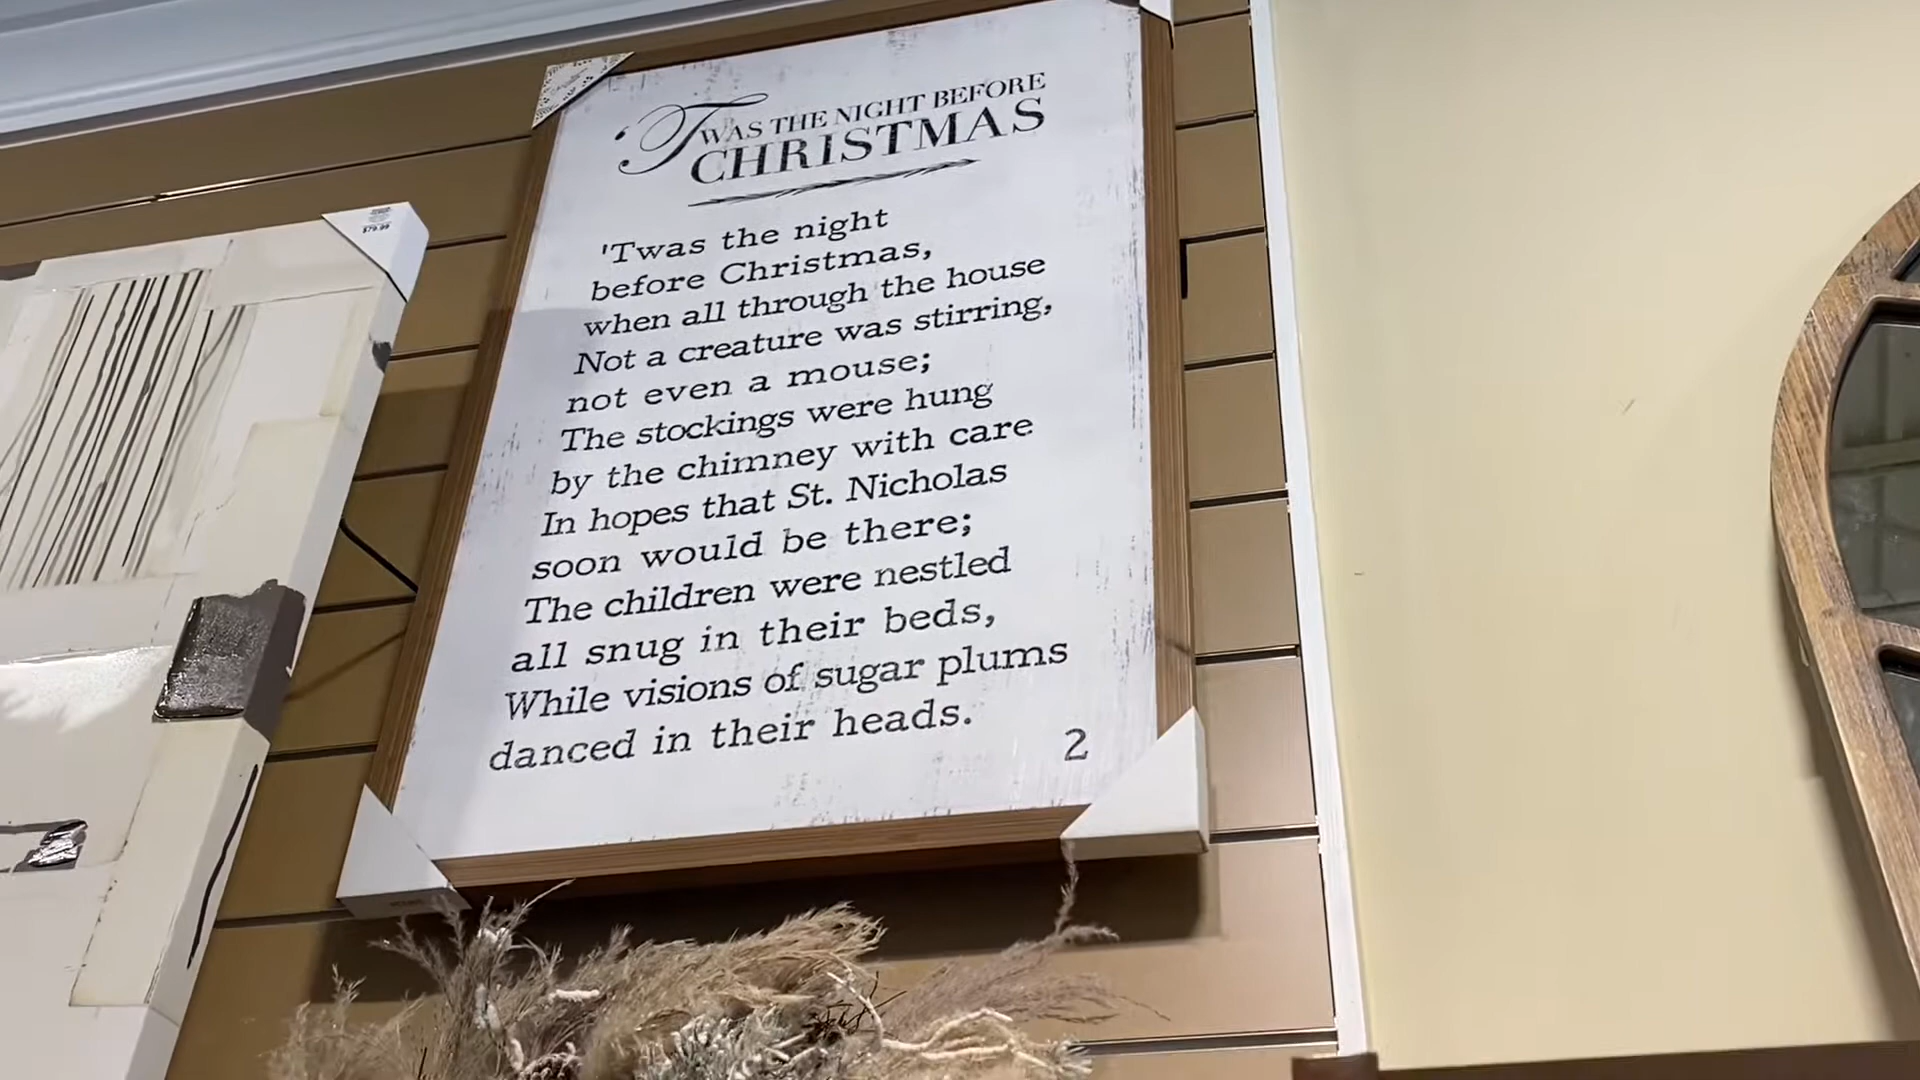 'TWAS THE NIGHT BEFORE
CHRISTMAS
'Twas the night
before Christmas,
when all through the house
Not a creature was stirring,
not even a mouse;
The stockings were hung
by the chimney with care
In hopes that St. Nicholas
soon would be there;
The children were nestled
all snug in their beds,
While visions of sugar plums
danced in their heads.
2
$79.99